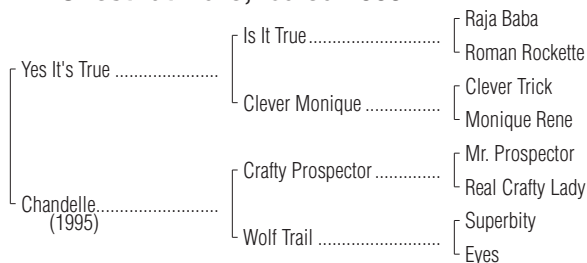 Raja Baba
Is It True
Roman Rockette
Yes It's True
Clever Trick
Clever Monique
Monique Rene
Mr. Prospector
Crafty Prospector
Real Crafty Lady
Chandelle
(1995)
Superbity
Wolf Trail
Eyes